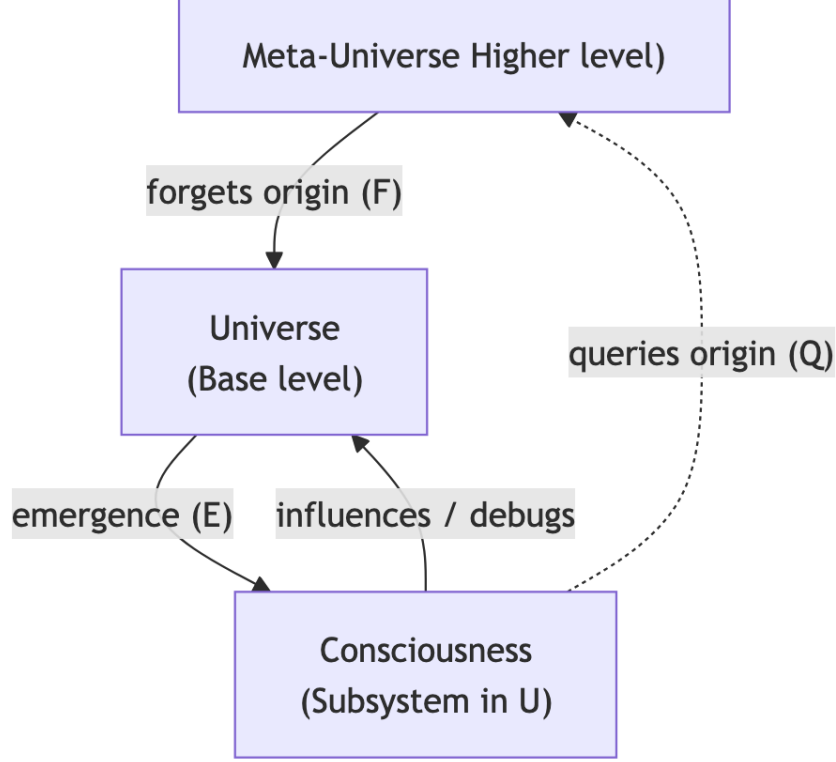 Meta-Universe Higher level)
forgets origin (F)
Universe
(Base level)
queries origin (Q)
emergence (E)
influences / debugs
Consciousness
(Subsystem in U)